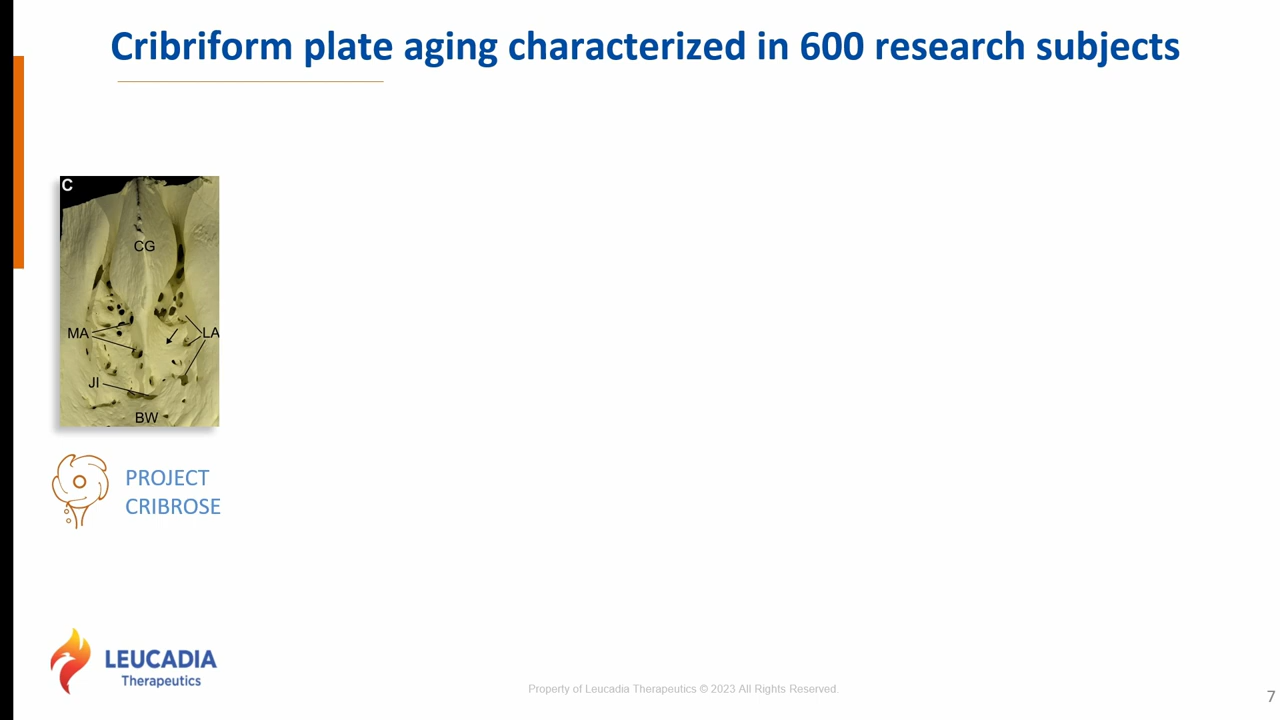 Cribriform plate aging characterized in 600 research subjects
C
CG
MA
LA
JI
BW
PROJECT
CRIBROSE
LEUCADIA
Therapeutics
Property of Leucadia Therapeutics © 2023 All Rights Reserved.
7